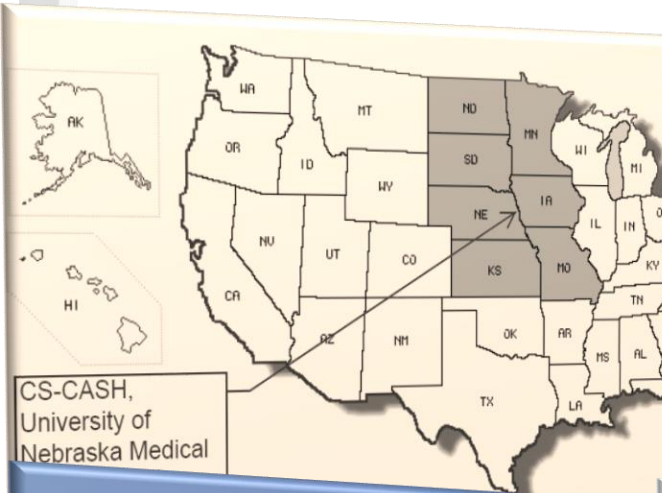 WA
MT
ND
MN
AK
OR
ID
SD
WI
MI
WY
NE
IA
NV
UT
CO
IL
IN
KS
MO
KY
HI
CA
TN
AZ
NM
OK
AR
MS
AL
TX
LA
CS-CASH,
University of
Nebraska Medical